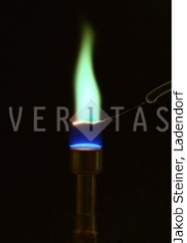 VERITAS
Jakob Steiner, Ladendorf